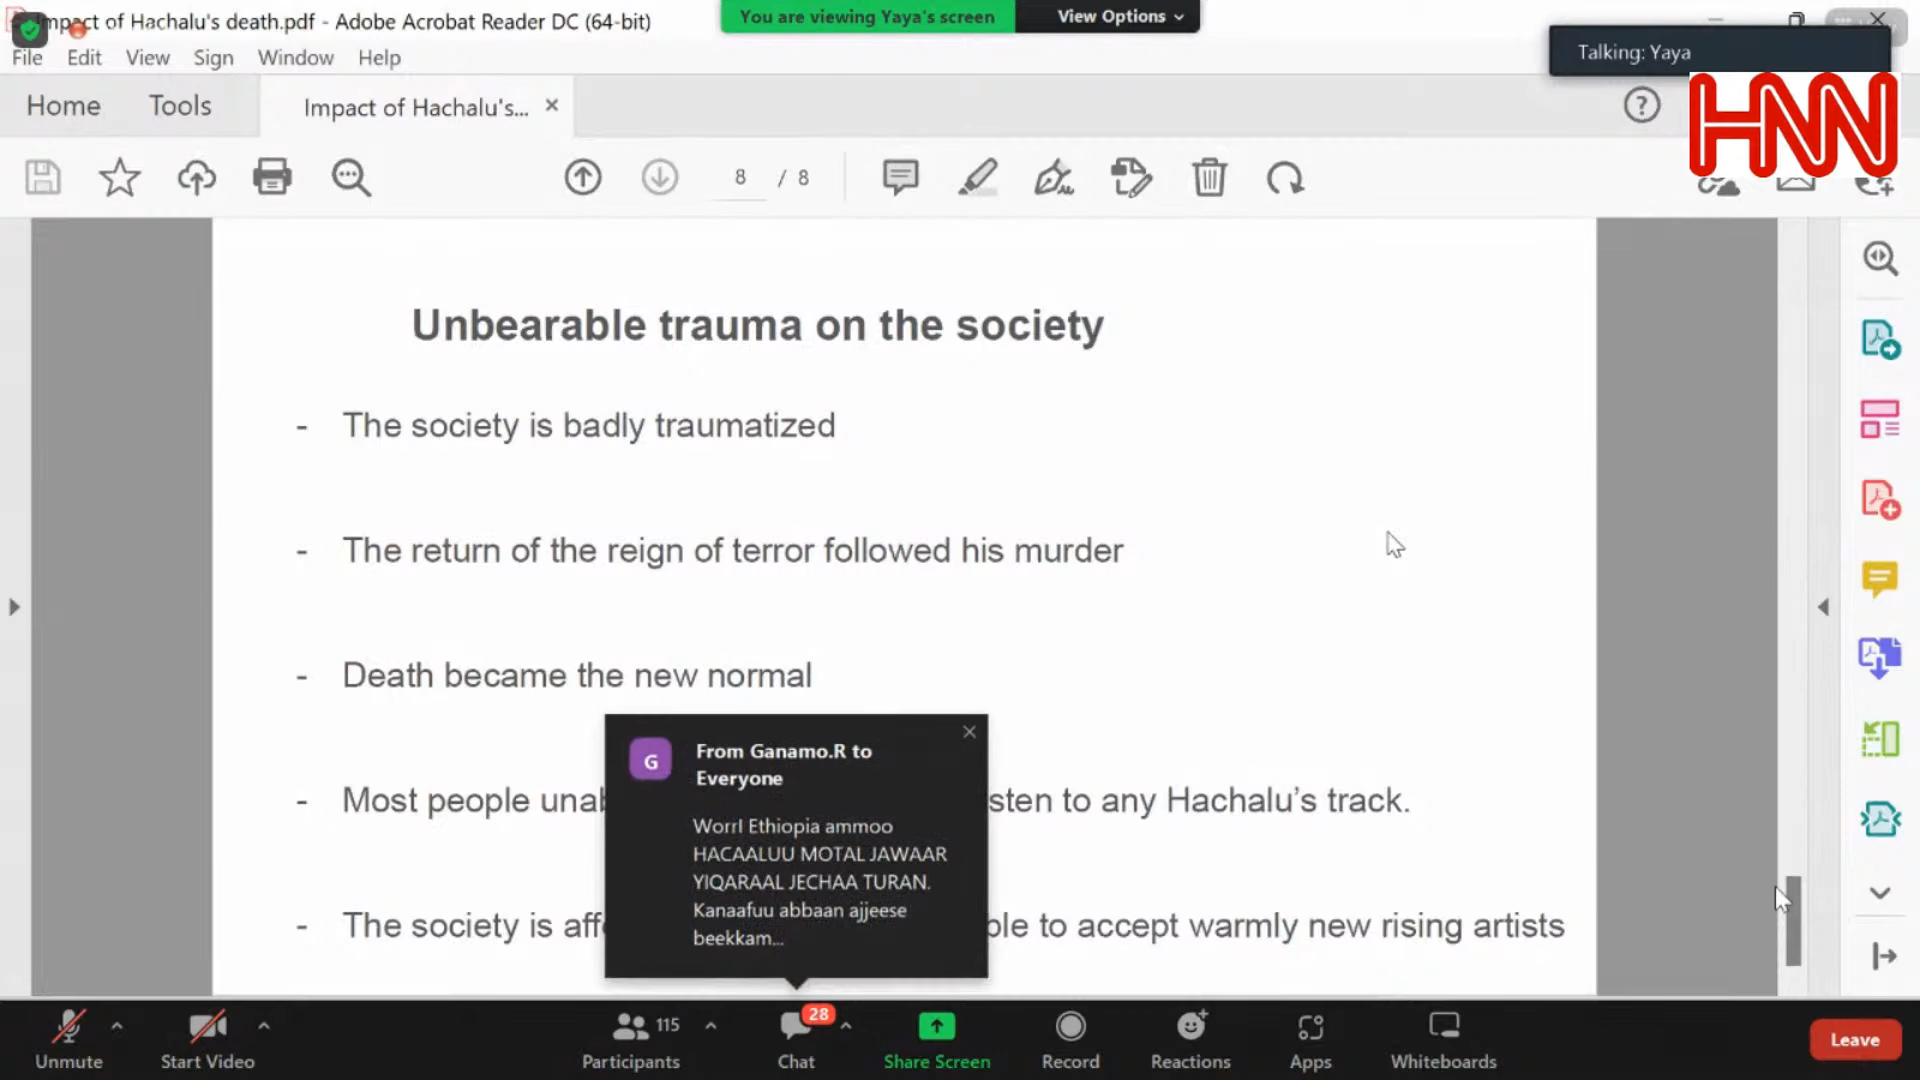 Impact of Hachalu's death.pdf - Adobe Acrobat Reader DC (64-bit)
You are viewing Yaya's screen
View Options
Talking: Yaya
File Edit View Sign Window Help
HNN
Home Tools Impact of Hachalu's...
8 / 8
Unbearable trauma on the society
- The society is badly traumatized
- The return of the reign of terror followed his murder
- Death became the new normal
G
From Ganamo.R to
Everyone
- Most people
to any Hachalu's track.
WorrI Ethiopia ammoo
HACAALUU MOTAL JAWAAR
YIQARAAL JECHAA TURAN.
Kanaafuu abbaan ajjeese
beekkam...
- The society is
to accept warmly new rising artists
Unmute
Start Video
115
Participants
28
Chat
Share Screen
Record
Reactions
Apps
Whiteboards
Leave